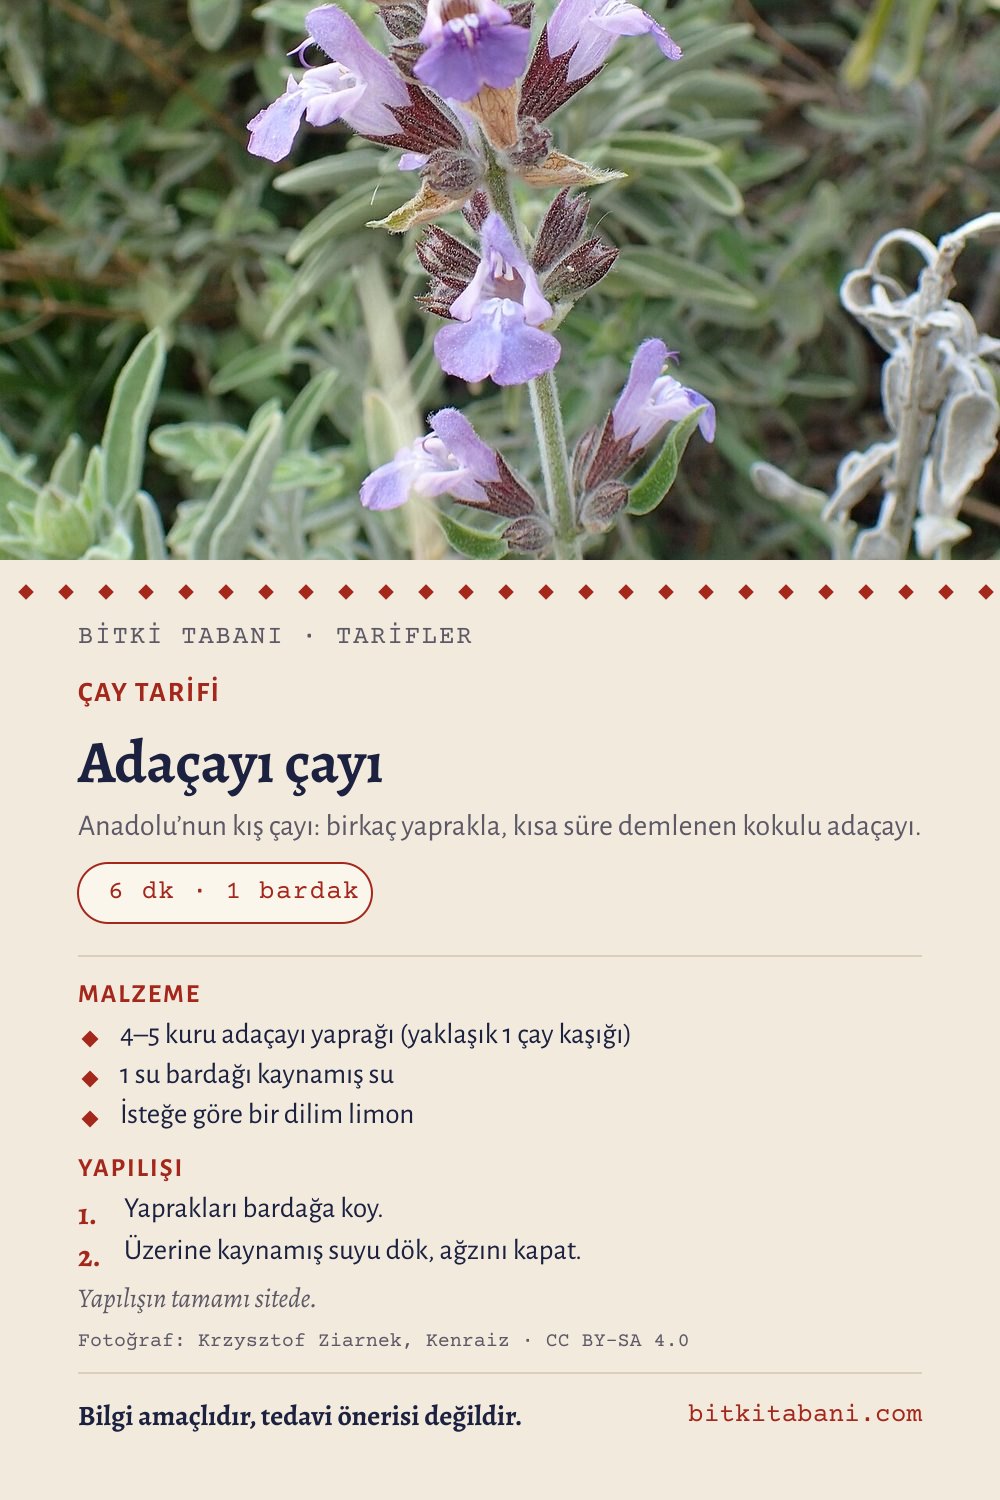 BİTKİ TABANI · TARİFLER
ÇAY TARİFİ
Adaçayı çayı
Anadolu’nun kış çayı: birkaç yaprakla, kısa süre demlenen kokulu adaçayı.
6 dk · 1 bardak
MALZEME
◆ 4–5 kuru adaçayı yaprağı (yaklaşık 1 çay kaşığı)
◆ 1 su bardağı kaynamış su
◆ İsteğe göre bir dilim limon
YAPILIŞI
1. Yaprakları bardağa koy.
2. Üzerine kaynamış suyu dök, ağzını kapat.
Yapılışın tamamı sitede.
Fotoğraf: Krzysztof Ziarnek, Kenraiz · CC BY-SA 4.0
Bilgi amaçlıdır, tedavi önerisi değildir.
bitkitabani.com